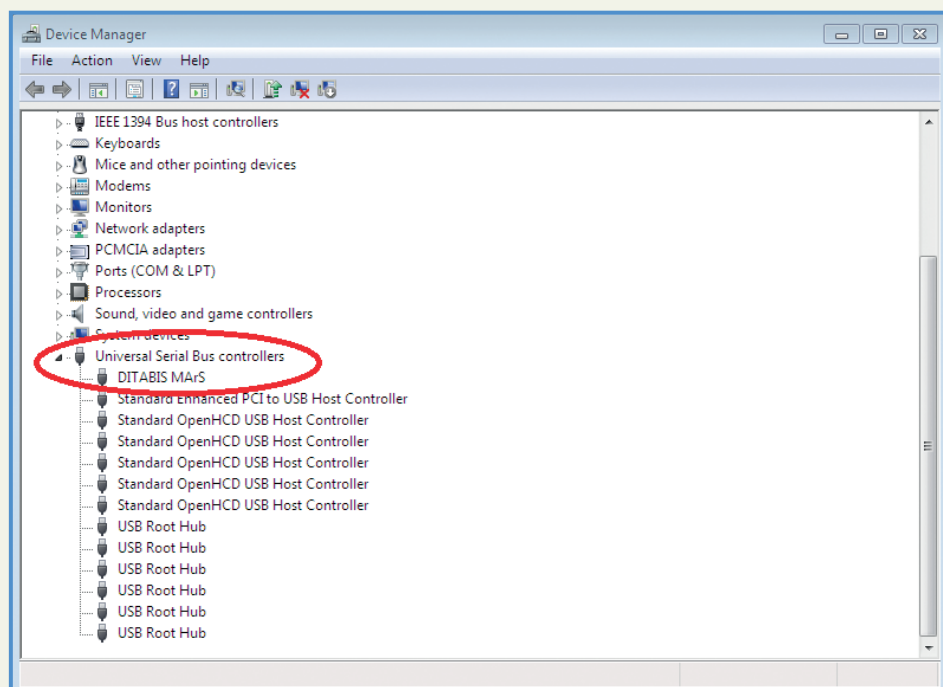 Device Manager
File Action View Help
IEEE 1394 Bus host controllers
Keyboards
Mice and other pointing devices
Modems
Monitors
Network adapters
PCMCIA adapters
Ports (COM & LPT)
Processors
Sound, video and game controllers
System devices
Universal Serial Bus controllers
DITABIS MArS
Standard Enhanced PCI to USB Host Controller
Standard OpenHCD USB Host Controller
Standard OpenHCD USB Host Controller
Standard OpenHCD USB Host Controller
Standard OpenHCD USB Host Controller
Standard OpenHCD USB Host Controller
USB Root Hub
USB Root Hub
USB Root Hub
USB Root Hub
USB Root Hub
USB Root Hub